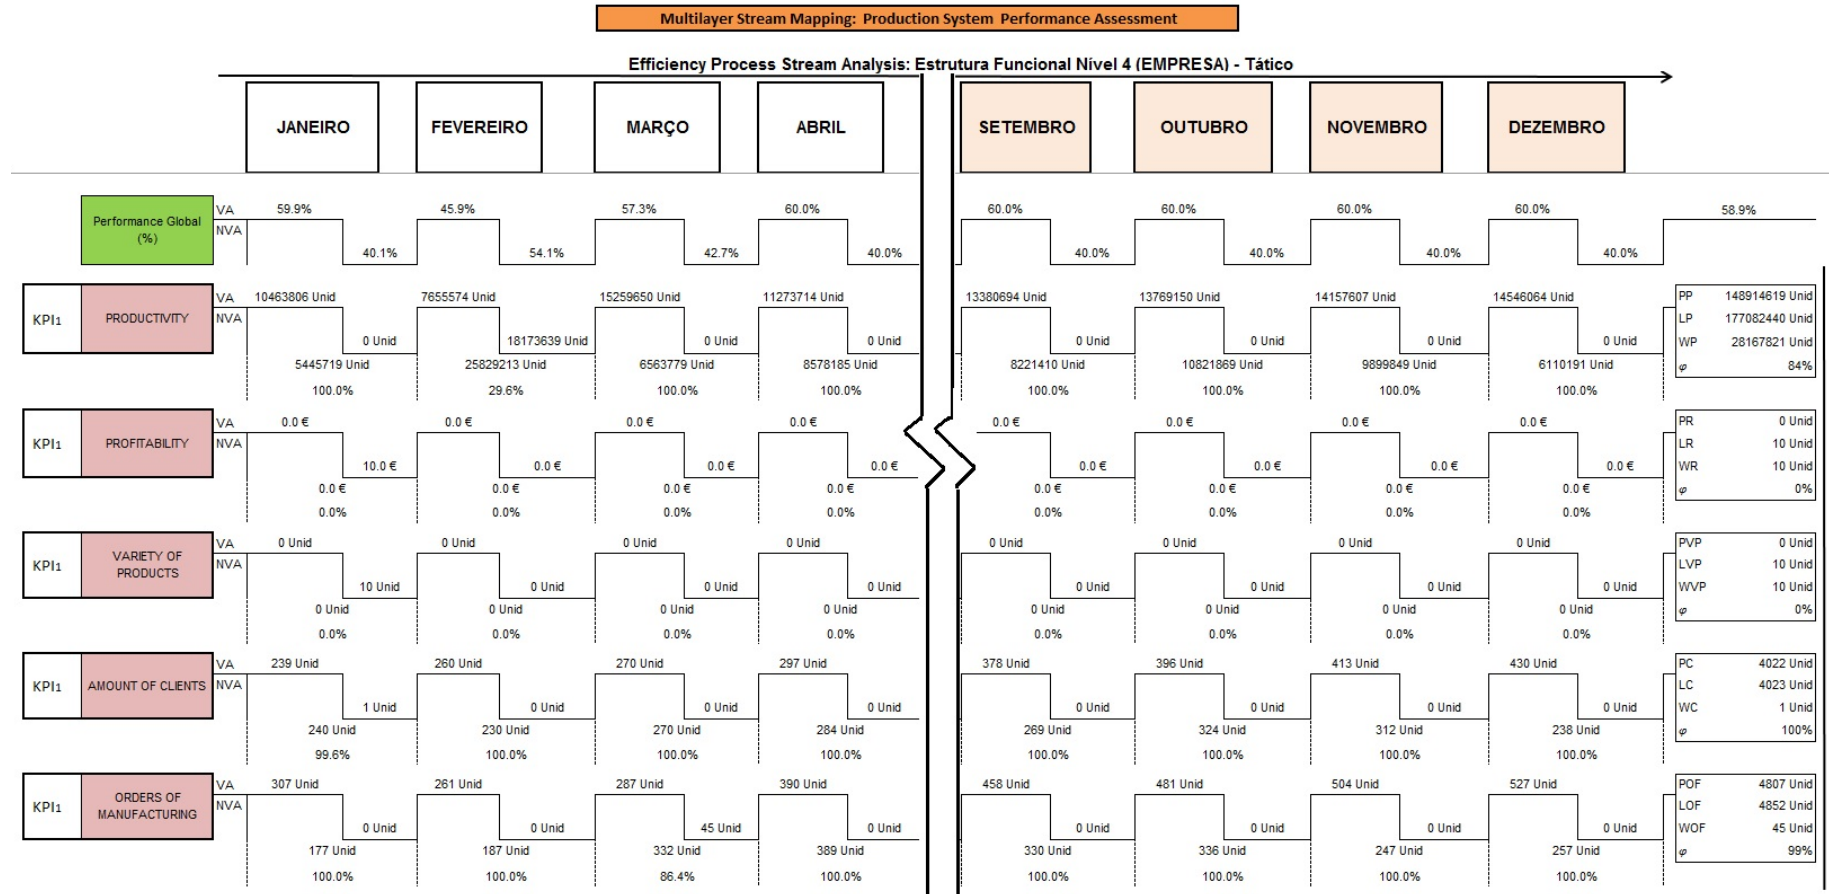 Multilayer Stream Mapping: Production System Performance Assessment
Efficiency Process Stream Analysis: Estrutura Funcional Nível 4 (EMPRESA) - Tático
JANEIRO FEVEREIRO MARÇO ABRIL SETEMBRO OUTUBRO NOVEMBRO DEZEMBRO
Performance Global
(%)
VA 59.9% 45.9% 57.3% 60.0% 60.0% 60.0% 60.0% 60.0% 58.9%
NVA
40.1% 54.1% 42.7% 40.0% 40.0% 40.0% 40.0% 40.0%
KPI1 PRODUCTIVITY
VA 10463806 Unid 7655574 Unid 15259650 Unid 11273714 Unid 13380694 Unid 13769150 Unid 14157607 Unid 14546064 Unid PP 148914619 Unid
NVA LP 177082440 Unid
0 Unid 18173639 Unid 0 Unid 0 Unid 0 Unid 0 Unid 0 Unid 0 Unid WP 28167821 Unid
5445719 Unid 25829213 Unid 6563779 Unid 8578185 Unid 8221410 Unid 10821869 Unid 9899849 Unid 6110191 Unid φ 84%
100.0% 29.6% 100.0% 100.0% 100.0% 100.0% 100.0% 100.0%
KPI1 PROFITABILITY
VA 0.0 € 0.0 € 0.0 € 0.0 € 0.0 € 0.0 € 0.0 € 0.0 € PR 0 Unid
NVA LR 10 Unid
10.0 € 0.0 € 0.0 € 0.0 € 0.0 € 0.0 € 0.0 € 0.0 € WR 10 Unid
0.0 € 0.0 € 0.0 € 0.0 € 0.0 € 0.0 € 0.0 € 0.0 € φ 0%
0.0% 0.0% 0.0% 0.0% 0.0% 0.0% 0.0% 0.0%
KPI1 VARIETY OF
PRODUCTS
VA 0 Unid 0 Unid 0 Unid 0 Unid 0 Unid 0 Unid 0 Unid 0 Unid PVP 0 Unid
NVA LVP 10 Unid
10 Unid 0 Unid 0 Unid 0 Unid 0 Unid 0 Unid 0 Unid 0 Unid WVP 10 Unid
0 Unid 0 Unid 0 Unid 0 Unid 0 Unid 0 Unid 0 Unid 0 Unid φ 0%
0.0% 0.0% 0.0% 0.0% 0.0% 0.0% 0.0% 0.0%
KPI1 AMOUNT OF CLIENTS
VA 239 Unid 260 Unid 270 Unid 297 Unid 378 Unid 396 Unid 413 Unid 430 Unid PC 4022 Unid
NVA LC 4023 Unid
1 Unid 0 Unid 0 Unid 0 Unid 0 Unid 0 Unid 0 Unid 0 Unid WC 1 Unid
240 Unid 230 Unid 270 Unid 284 Unid 269 Unid 324 Unid 312 Unid 238 Unid φ 100%
99.6% 100.0% 100.0% 100.0% 100.0% 100.0% 100.0% 100.0%
KPI1 ORDERS OF
MANUFACTURING
VA 307 Unid 261 Unid 287 Unid 390 Unid 458 Unid 481 Unid 504 Unid 527 Unid POF 4807 Unid
NVA LOF 4852 Unid
0 Unid 0 Unid 45 Unid 0 Unid 0 Unid 0 Unid 0 Unid 0 Unid WOF 45 Unid
177 Unid 187 Unid 332 Unid 389 Unid 330 Unid 336 Unid 247 Unid 257 Unid φ 99%
100.0% 100.0% 86.4% 100.0% 100.0% 100.0% 100.0% 100.0%